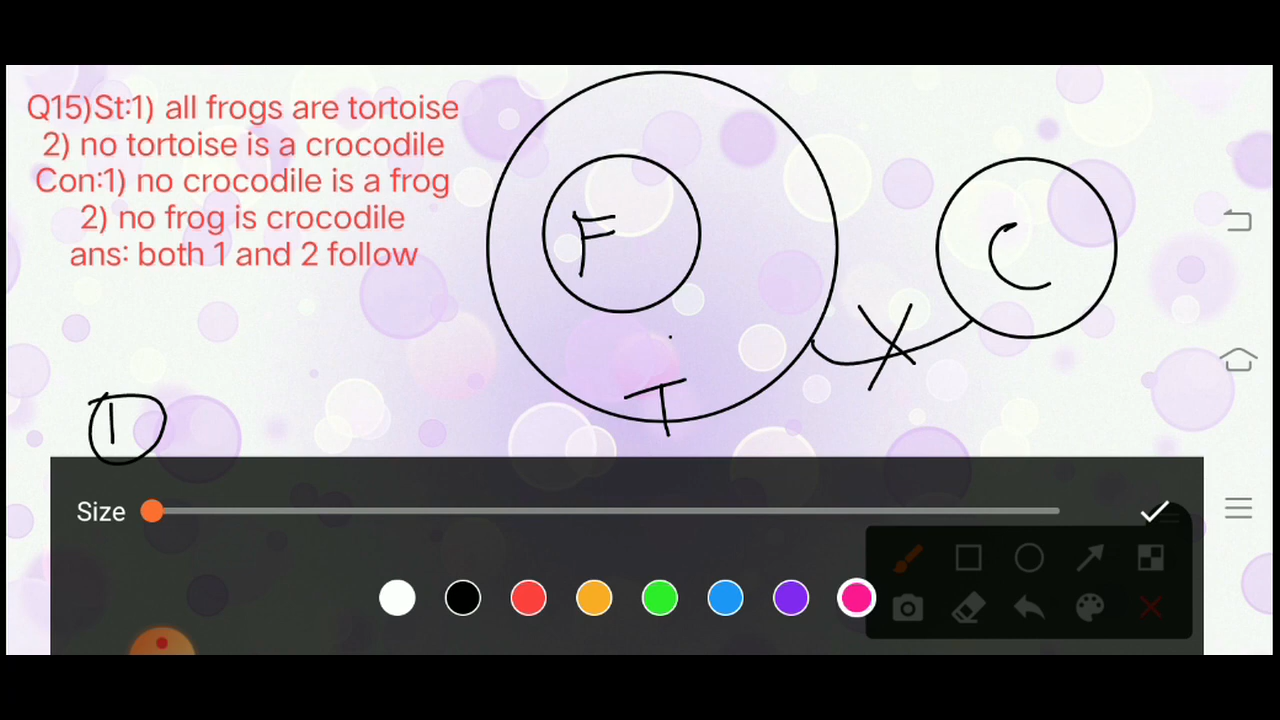 Q15)St:1) all frogs are tortoise
2) no tortoise is a crocodile
Con:1) no crocodile is a frog
2) no frog is crocodile
ans: both 1 and 2 follow
F
C
T
X
1
Size